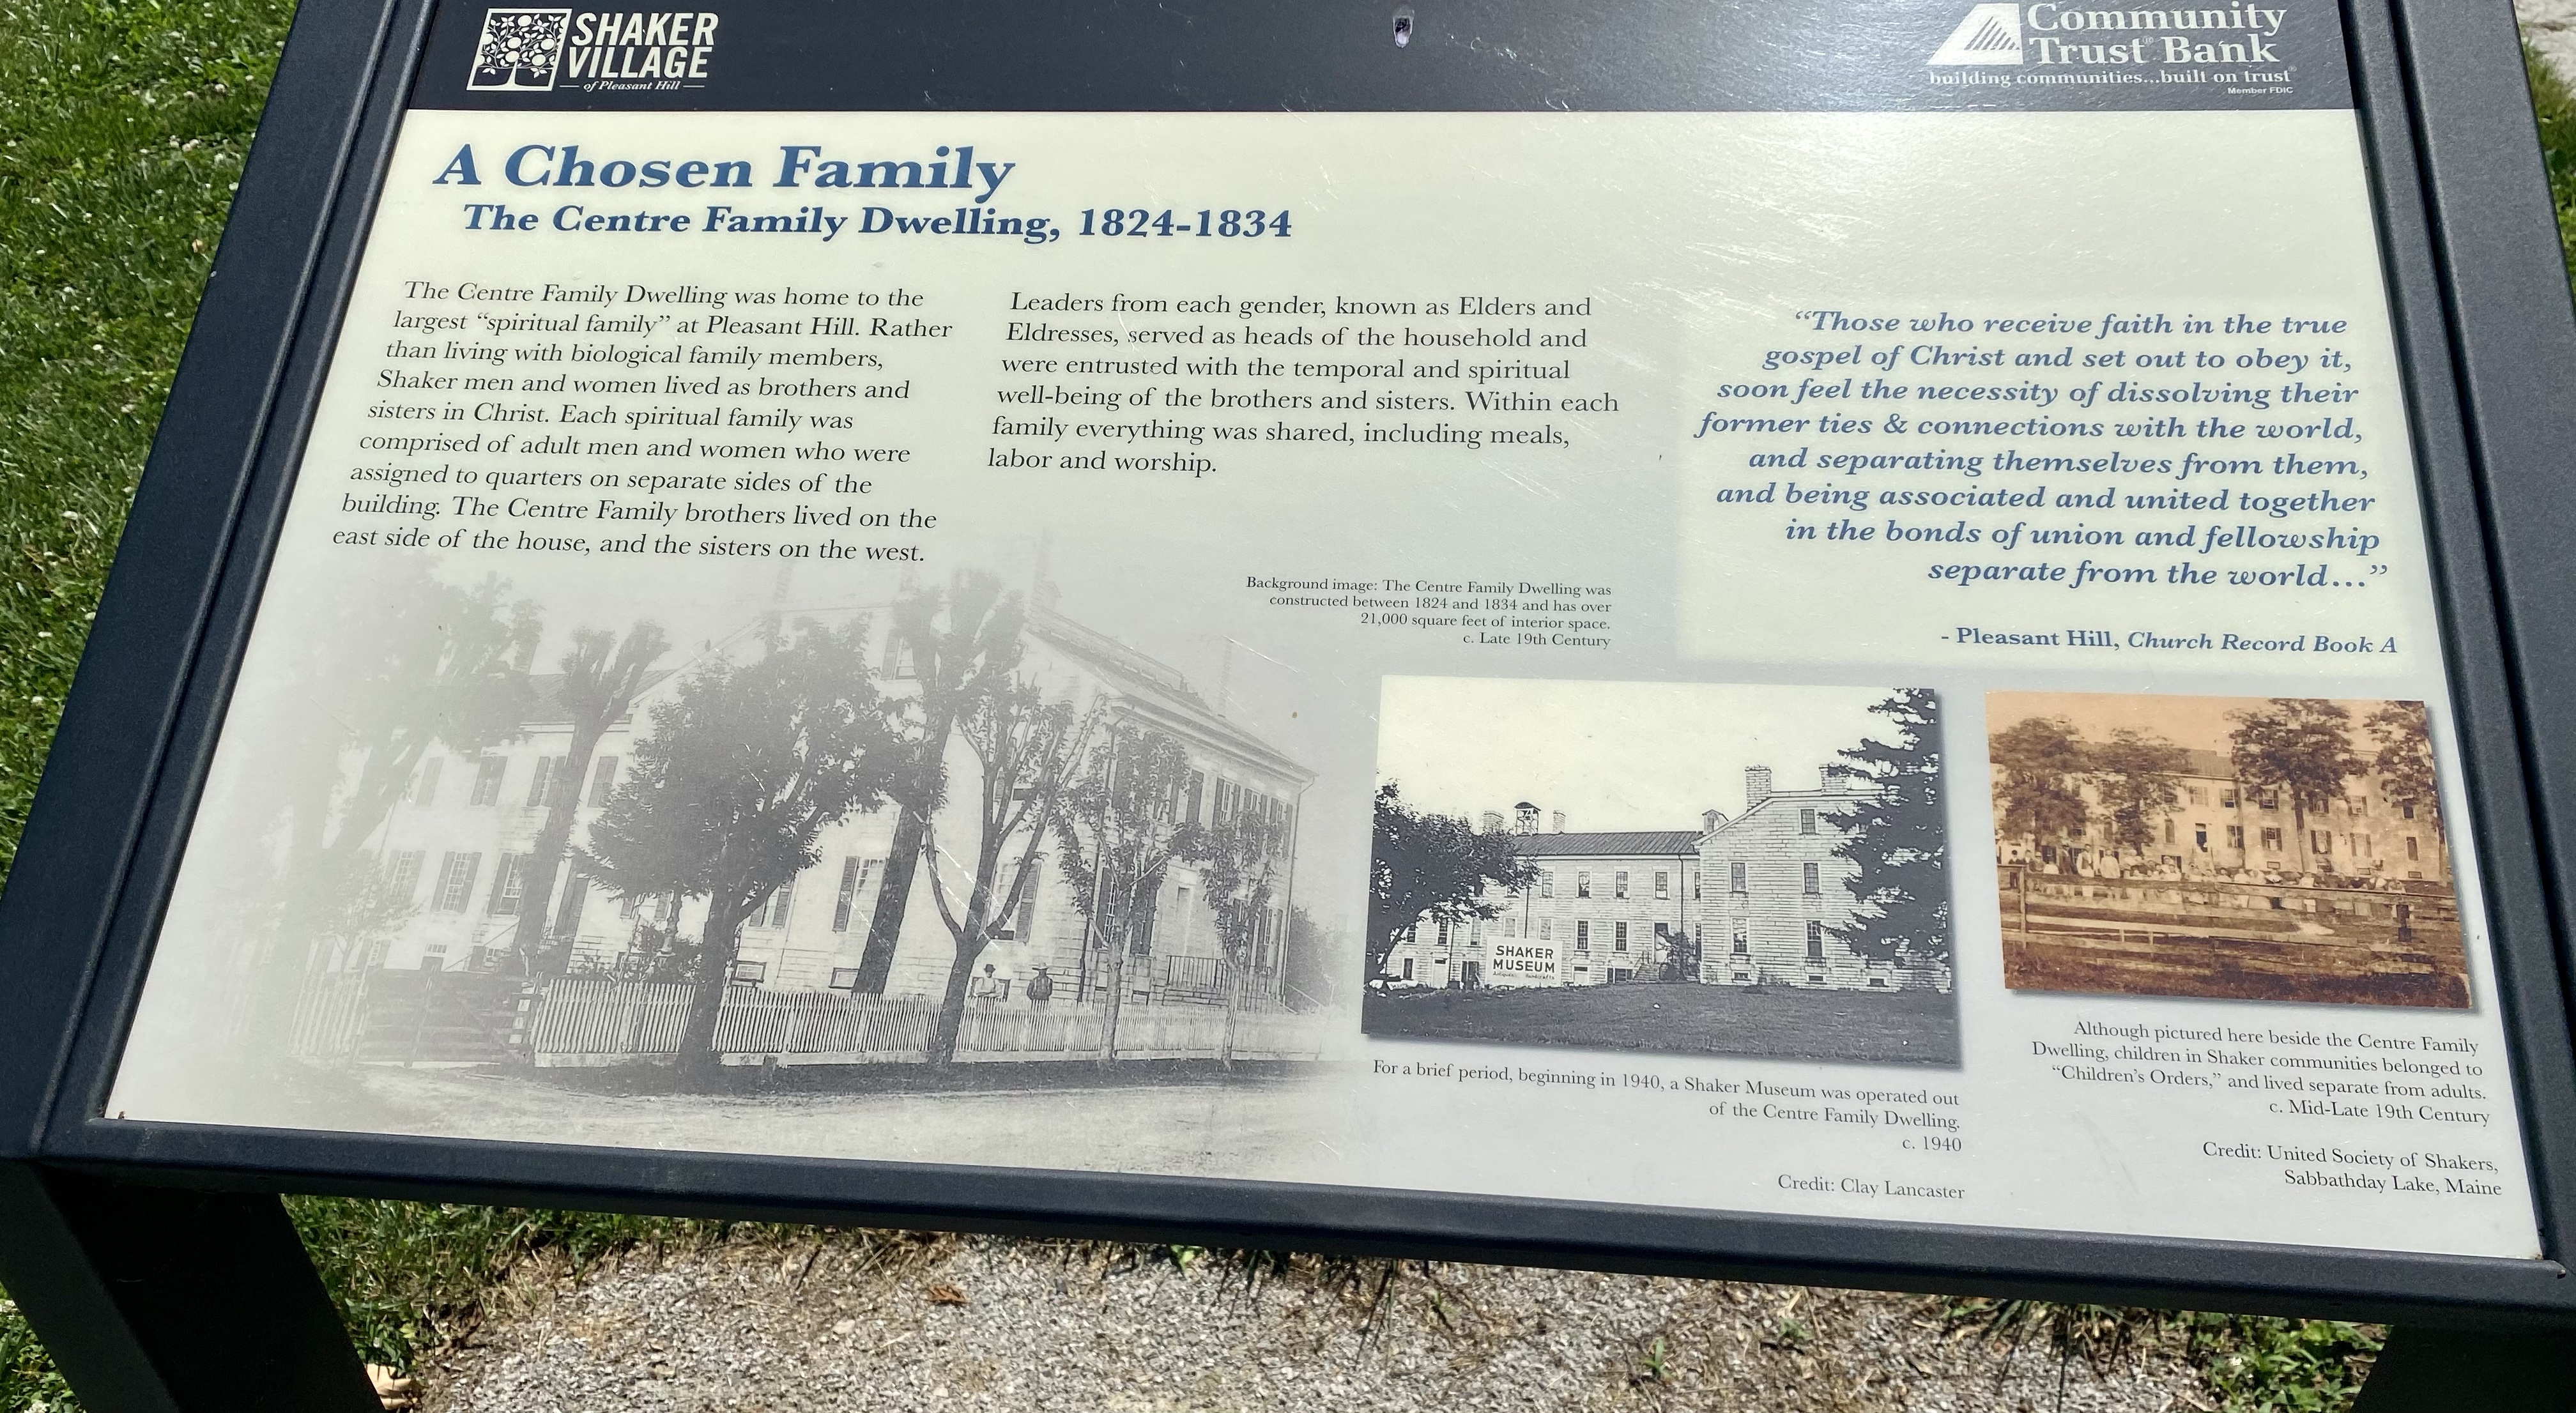 SHAKER
VILLAGE
of Pleasant Hill
Community
Trust Bank
building communities...built on trust
Member FDIC
A Chosen Family
The Centre Family Dwelling, 1824-1834
The Centre Family Dwelling was home to the
largest “spiritual family” at Pleasant Hill. Rather
than living with biological family members,
Shaker men and women lived as brothers and
sisters in Christ. Each spiritual family was
comprised of adult men and women who were
assigned to quarters on separate sides of the
building. The Centre Family brothers lived on the
east side of the house, and the sisters on the west.
Leaders from each gender, known as Elders and
Eldresses, served as heads of the household and
were entrusted with the temporal and spiritual
well-being of the brothers and sisters. Within each
family everything was shared, including meals,
labor and worship.
“Those who receive faith in the true
gospel of Christ and set out to obey it,
soon feel the necessity of dissolving their
former ties & connections with the world,
and separating themselves from them,
and being associated and united together
in the bonds of union and fellowship
separate from the world...”
- Pleasant Hill, Church Record Book A
Background image: The Centre Family Dwelling was
constructed between 1824 and 1834 and has over
21,000 square feet of interior space.
c. Late 19th Century
SHAKER
MUSEUM
For a brief period, beginning in 1940, a Shaker Museum was operated out
of the Centre Family Dwelling.
c. 1940
Credit: Clay Lancaster
Although pictured here beside the Centre Family
Dwelling, children in Shaker communities belonged to
“Children’s Orders,” and lived separate from adults.
c. Mid-Late 19th Century
Credit: United Society of Shakers,
Sabbathday Lake, Maine